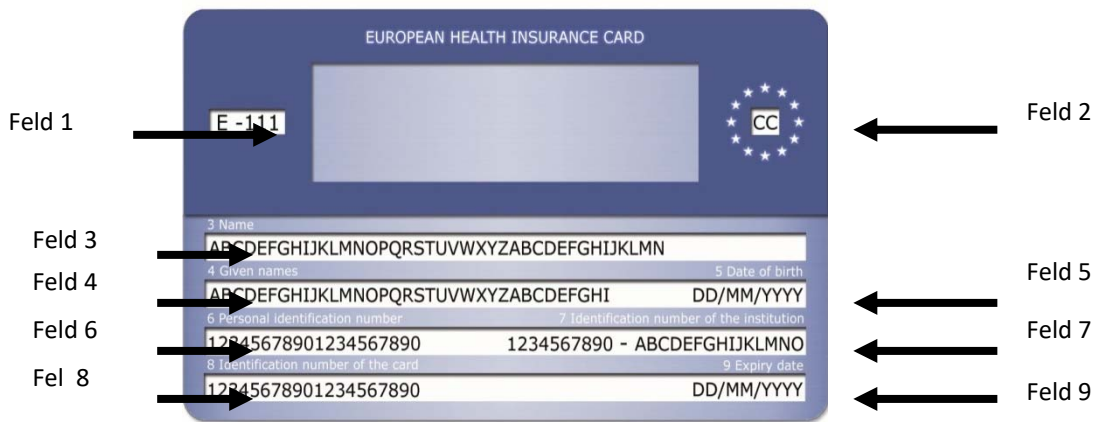 EUROPEAN HEALTH INSURANCE CARD
Feld 1
E -111
CC
Feld 2
3 Name
Feld 3
ABCDEFGHIJKLMNOPQRSTUVWXYZABCDEFGHIJKLMN
4 Given names
5 Date of birth
Feld 4
ABCDEFGHIJKLMNOPQRSTUVWXYZABCDEFGHI
DD/MM/YYYY
Feld 5
6 Personal identification number
7 Identification number of the institution
Feld 6
12345678901234567890
1234567890 - ABCDEFGHIJKLMNO
Feld 7
8 Identification number of the card
9 Expiry date
Fel 8
12345678901234567890
DD/MM/YYYY
Feld 9